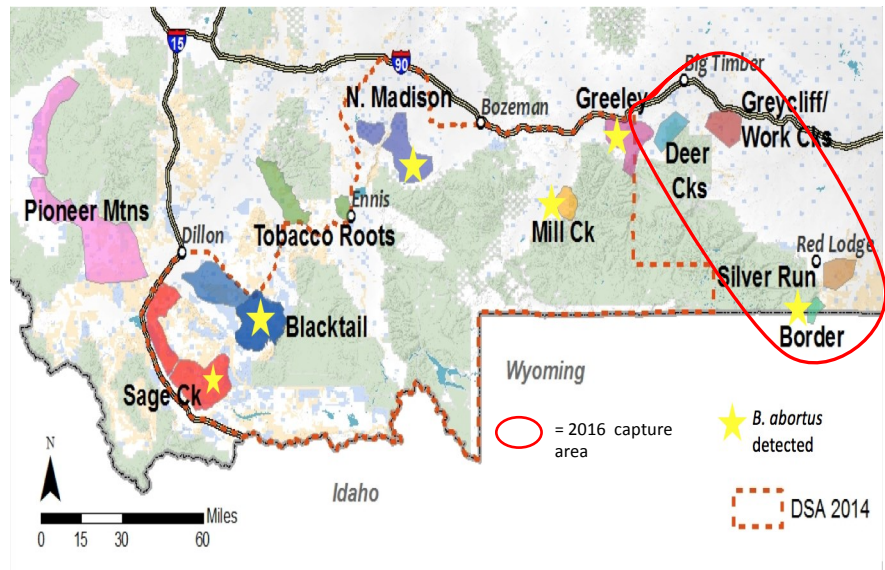 15
90
Big Timber
N. Madison
Greeley
Greycliff/
Work Cks
Bozeman
Deer
Cks
Pioneer Mtns
Ennis
Tobacco Roots
Mill Ck
Dillon
Red Lodge
Silver Run
Blacktail
Border
Wyoming
Sage Ck
= 2016 capture
area
B. abortus
detected
N
Idaho
DSA 2014
Miles
0 15 30 60